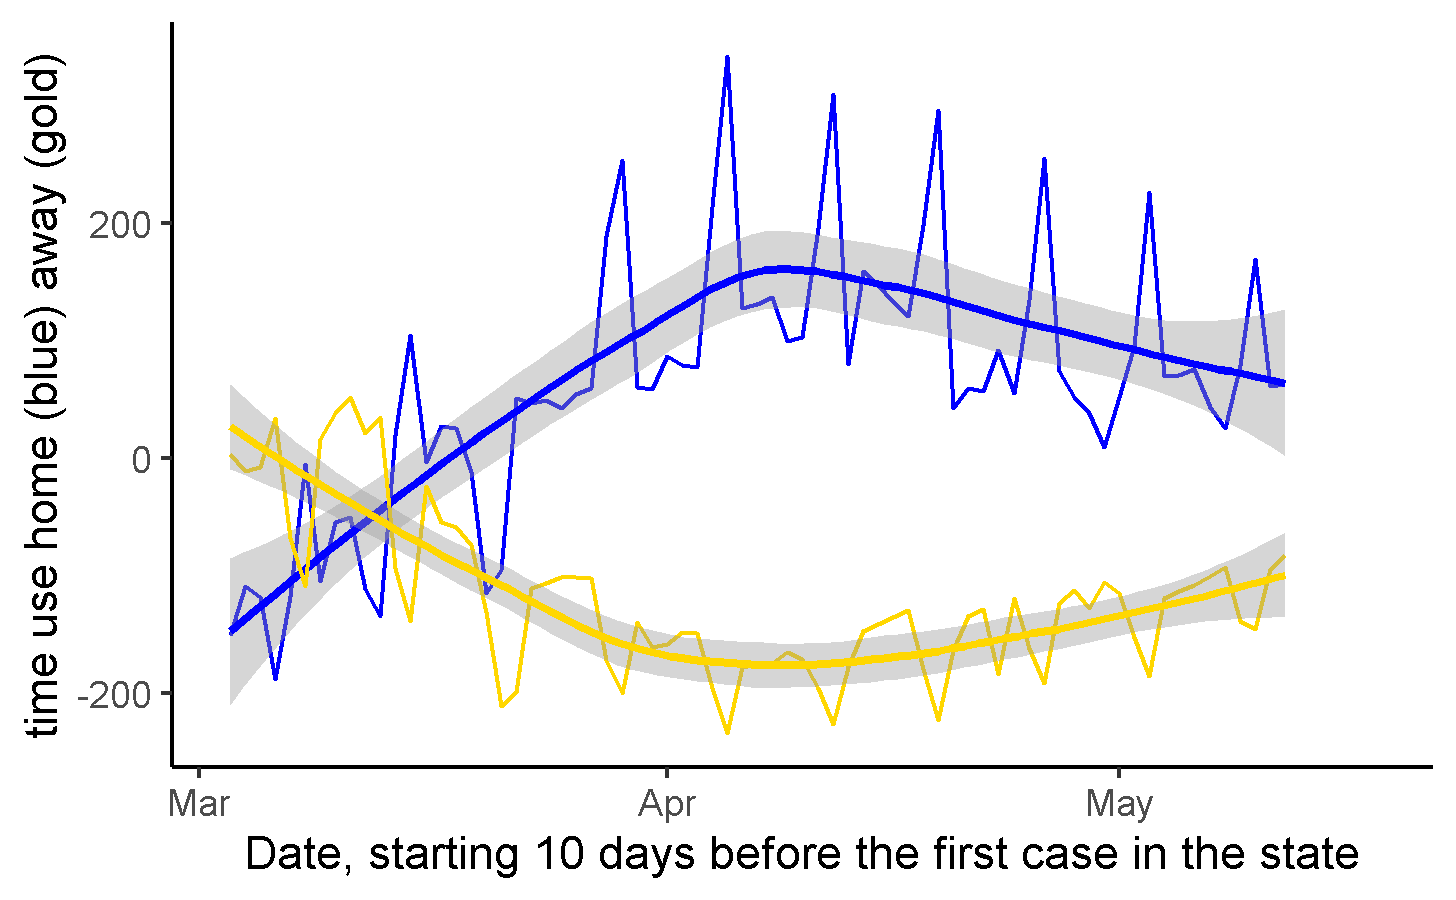 time use home (blue) away (gold)
200
0
-200
Mar
Apr
May
Date, starting 10 days before the first case in the state